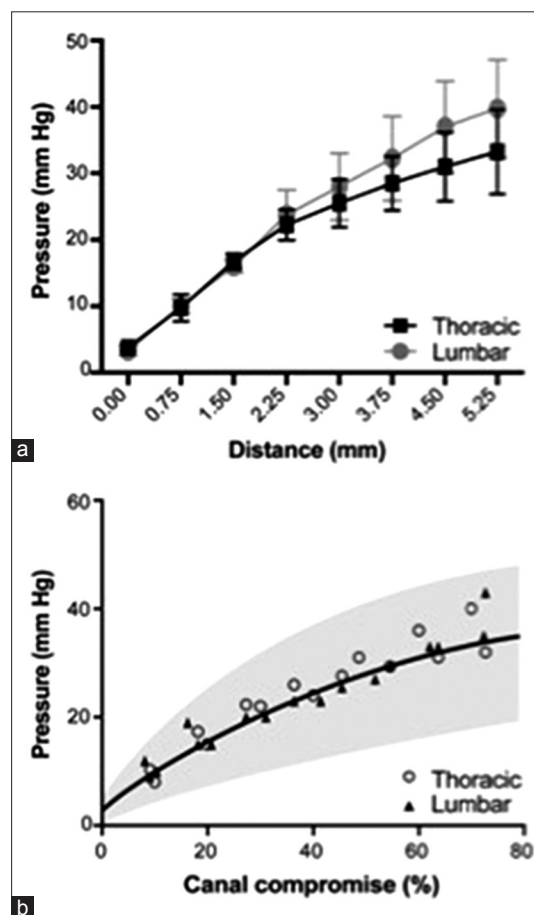 50
40
30
20
10
0
Pressure (mm Hg)
Thoracic
Lumbar
0.00 0.75 1.50 2.25 3.00 3.75 4.50 5.25
Distance (mm)
a
60
40
20
0
Pressure (mm Hg)
Thoracic
Lumbar
0 20 40 60 80
Canal compromise (%)
b